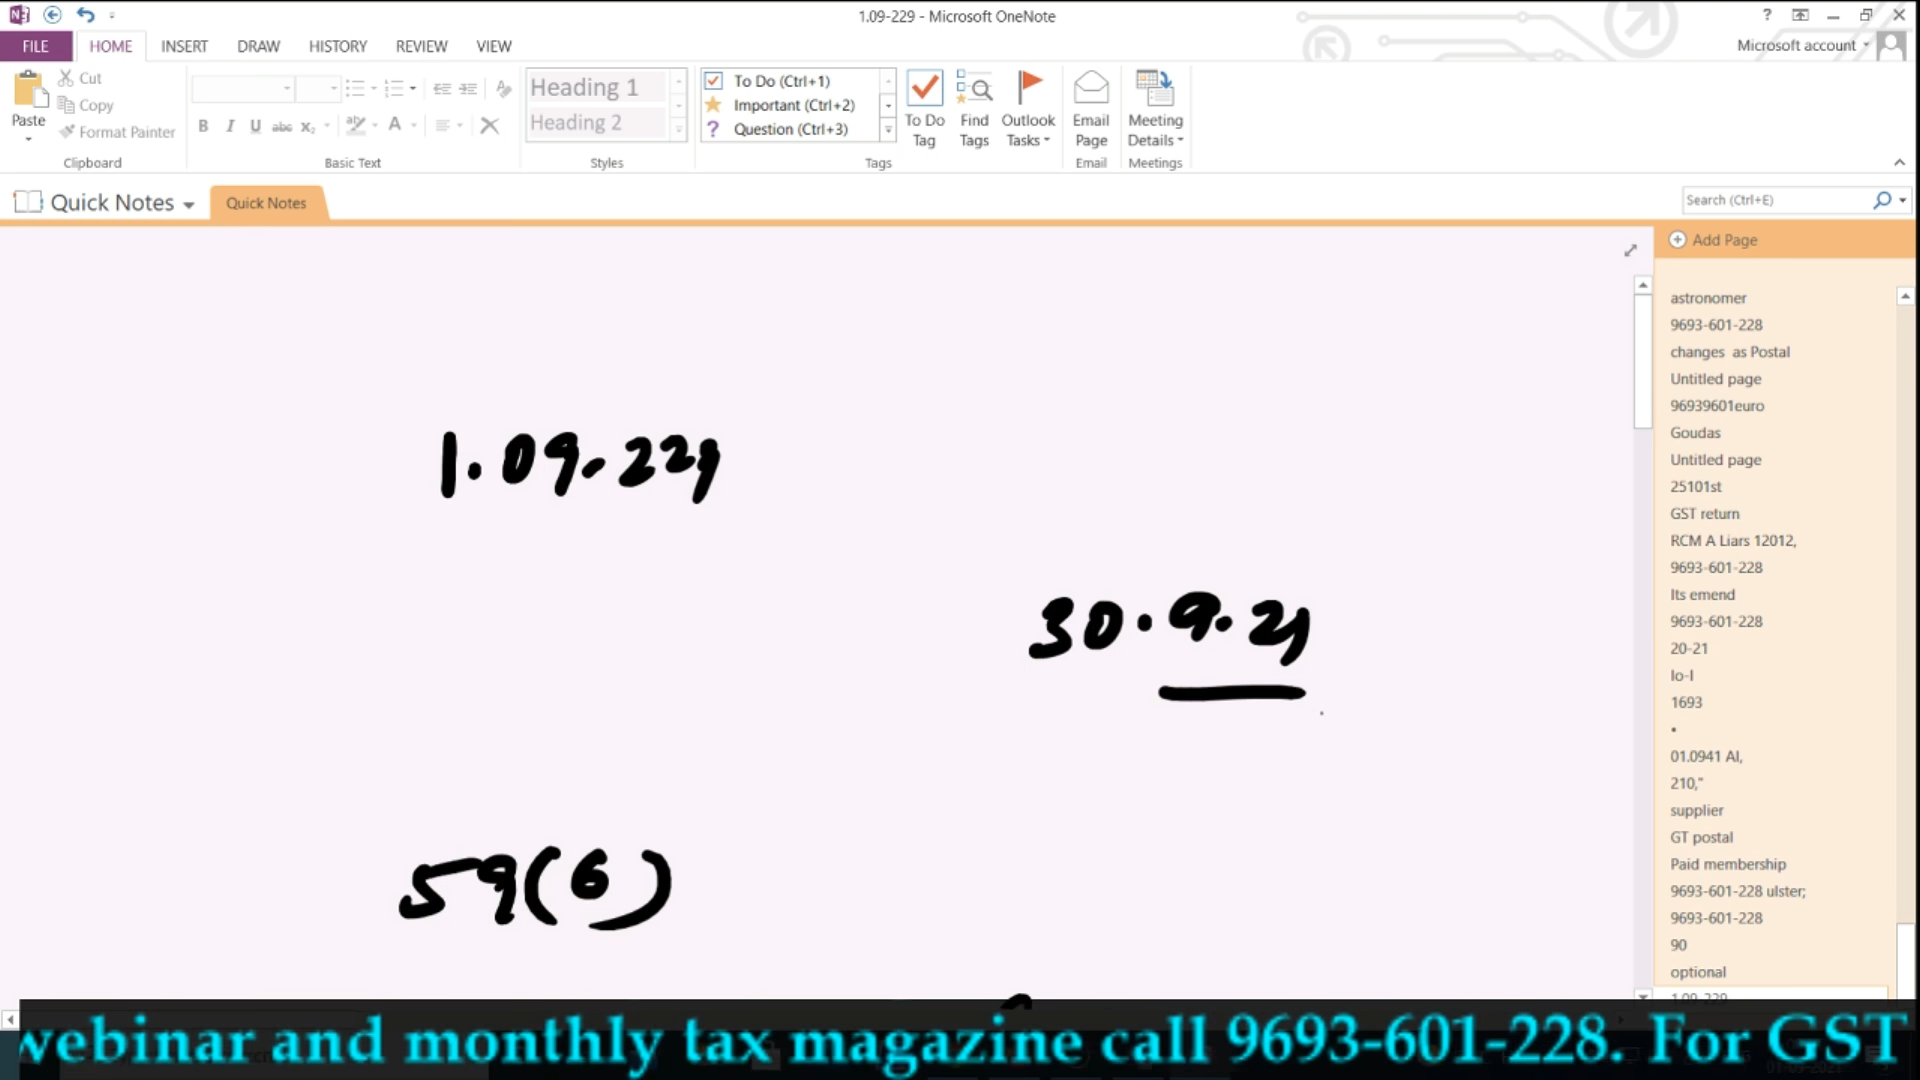 1.09-229 - Microsoft OneNote
?
FILE HOME INSERT DRAW HISTORY REVIEW VIEW
Microsoft account
Paste
Cut
Copy
Format Painter
Clipboard
B I U abc X₂ A
Basic Text
Heading 1
Heading 2
Styles
To Do (Ctrl+1)
Important (Ctrl+2)
? Question (Ctrl+3)
To Do Tag
Find Tags
Outlook Tasks
Tags
Email Page
Email
Meeting Details
Meetings
Quick Notes
Quick Notes
Search (Ctrl+E)
Add Page
astronomer
9693-601-228
changes as Postal
Untitled page
96939601euro
Goudas
Untitled page
25101st
GST return
RCM A Liars 12012,
9693-601-228
Its emend
9693-601-228
20-21
Io-I
1693
•
01.0941 AI,
210,"
supplier
GT postal
Paid membership
9693-601-228 ulster;
9693-601-228
90
optional
1.09-229
30.9.21
59(6)
webinar and monthly tax magazine call 9693-601-228. For GST